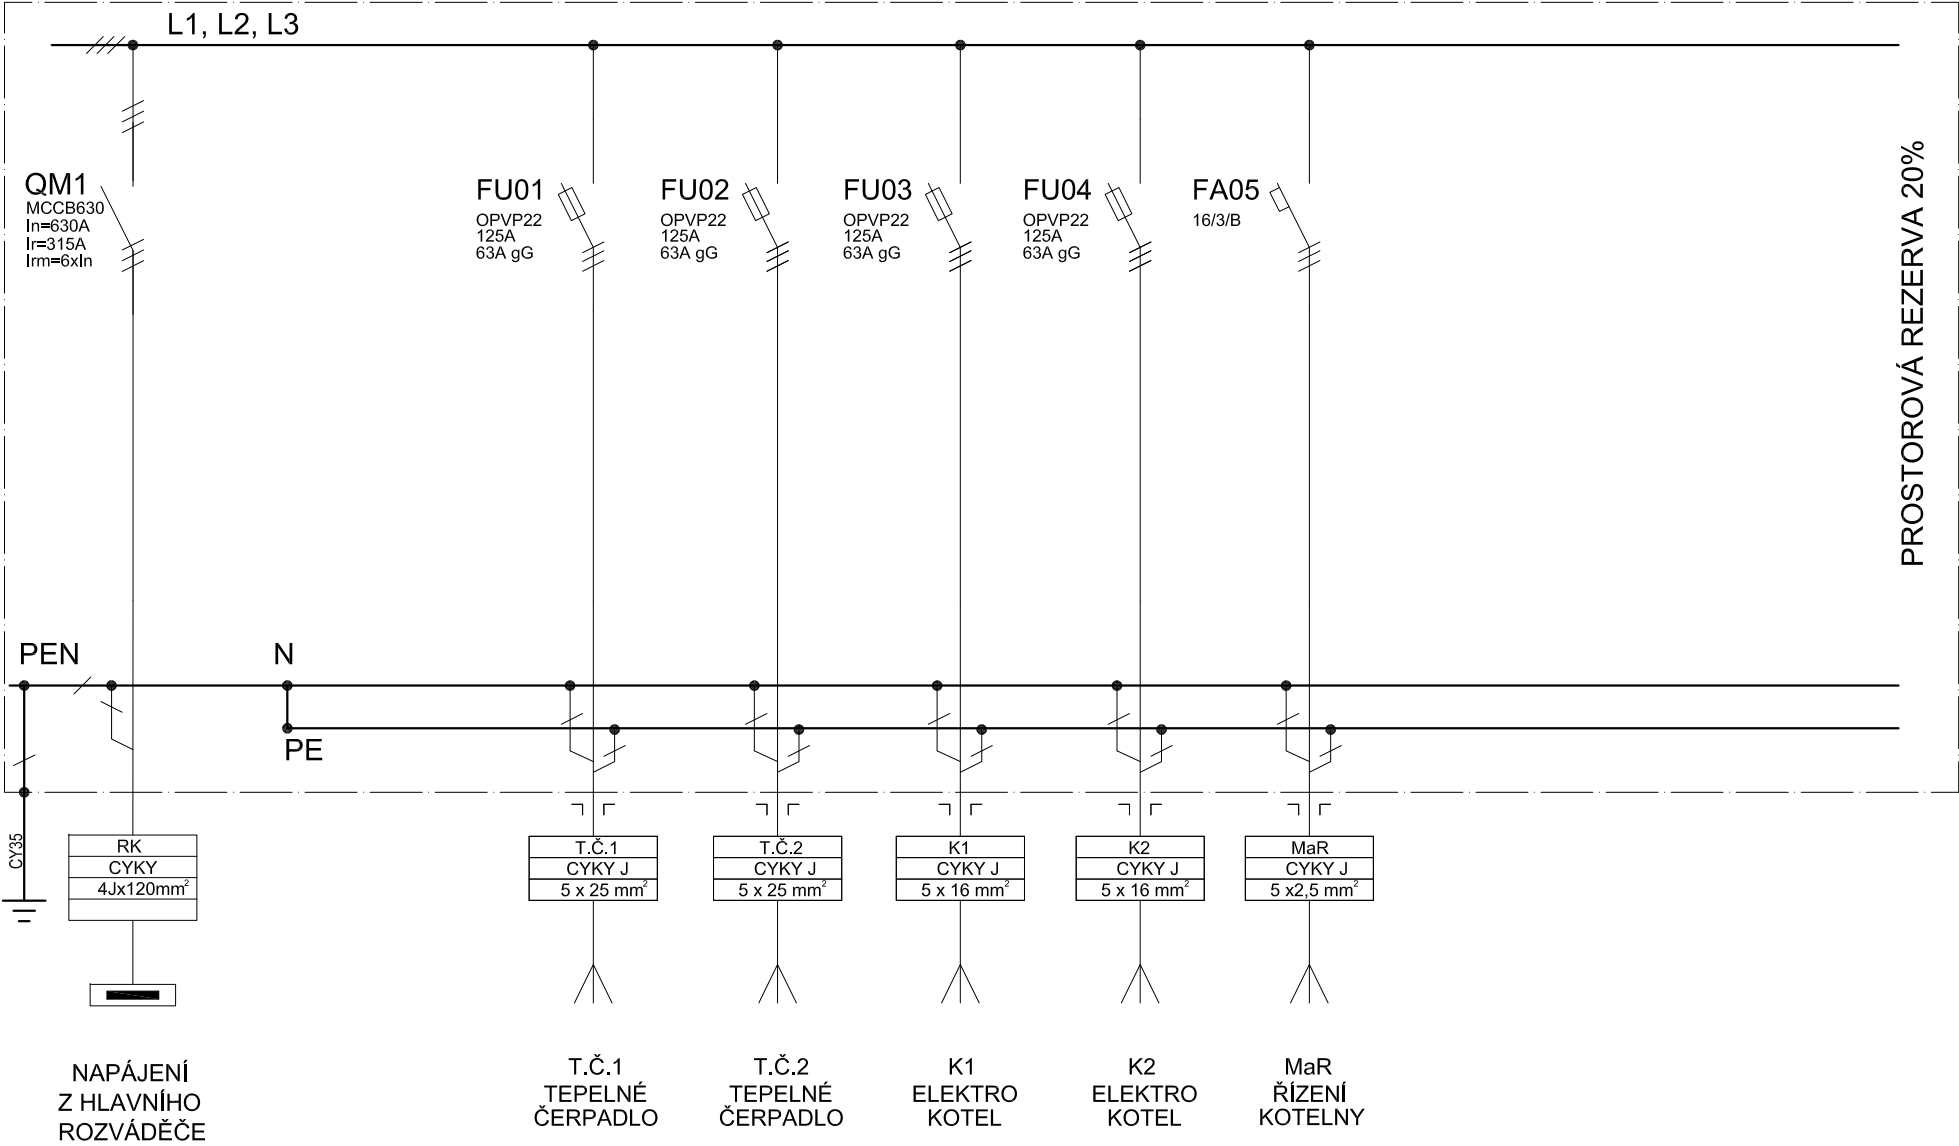 L1, L2, L3
QM1
MCCB630
In=630A
Ir=315A
Irm=6xIn
FU01
OPVP22
125A
63A gG
FU02
OPVP22
125A
63A gG
FU03
OPVP22
125A
63A gG
FU04
OPVP22
125A
63A gG
FA05
16/3/B
PROSTOROVÁ REZERVA 20%
PEN
N
PE
CY35
RK
CYKY
4Jx120mm²
T.Č.1
CYKY J
5 x 25 mm²
T.Č.2
CYKY J
5 x 25 mm²
K1
CYKY J
5 x 16 mm²
K2
CYKY J
5 x 16 mm²
MaR
CYKY J
5 x2,5 mm²
NAPÁJENÍ
Z HLAVNÍHO
ROZVÁDĚČE
T.Č.1
TEPELNÉ
ČERPADLO
T.Č.2
TEPELNÉ
ČERPADLO
K1
ELEKTRO
KOTEL
K2
ELEKTRO
KOTEL
MaR
ŘÍZENÍ
KOTELNY